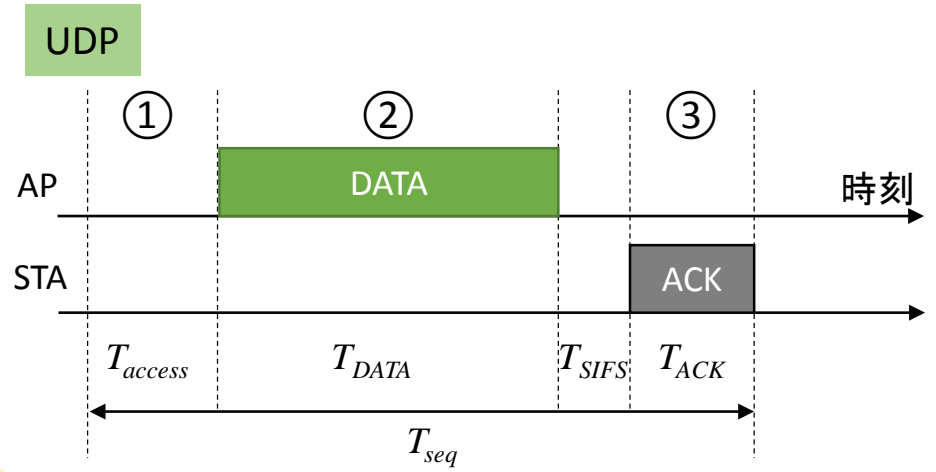 UDP
① ② ③
AP DATA 時刻
STA ACK
T_access T_DATA T_SIFS T_ACK
T_seq